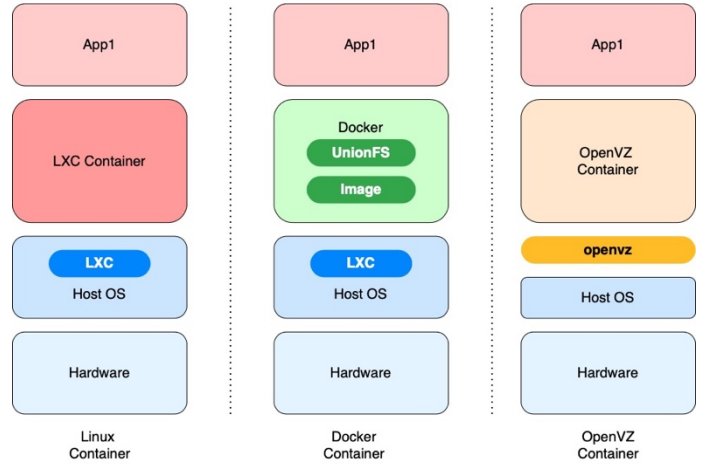 App1
LXC Container
LXC
Host OS
Hardware
Linux
Container
App1
Docker
UnionFS
Image
LXC
Host OS
Hardware
Docker
Container
App1
OpenVZ
Container
openvz
Host OS
Hardware
OpenVZ
Container